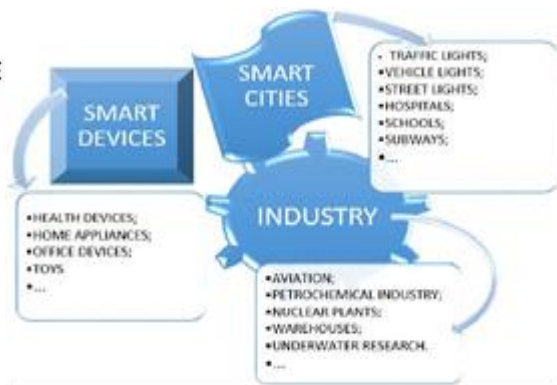 E
SMART
DEVICES
SMART
CITIES
INDUSTRY
- TRAFFIC LIGHTS;
•VEHICLE LIGHTS;
•STREET LIGHTS;
•HOSPITALS;
•SCHOOLS;
•SUBWAYS;
•...
•HEALTH DEVICES;
•HOME APPLIANCES;
•OFFICE DEVICES;
•TOYS
•...
•AVIATION;
•PETROCHEMICAL INDUSTRY;
•NUCLEAR PLANTS;
•WAREHOUSES;
•UNDERWATER RESEARCH.
•...